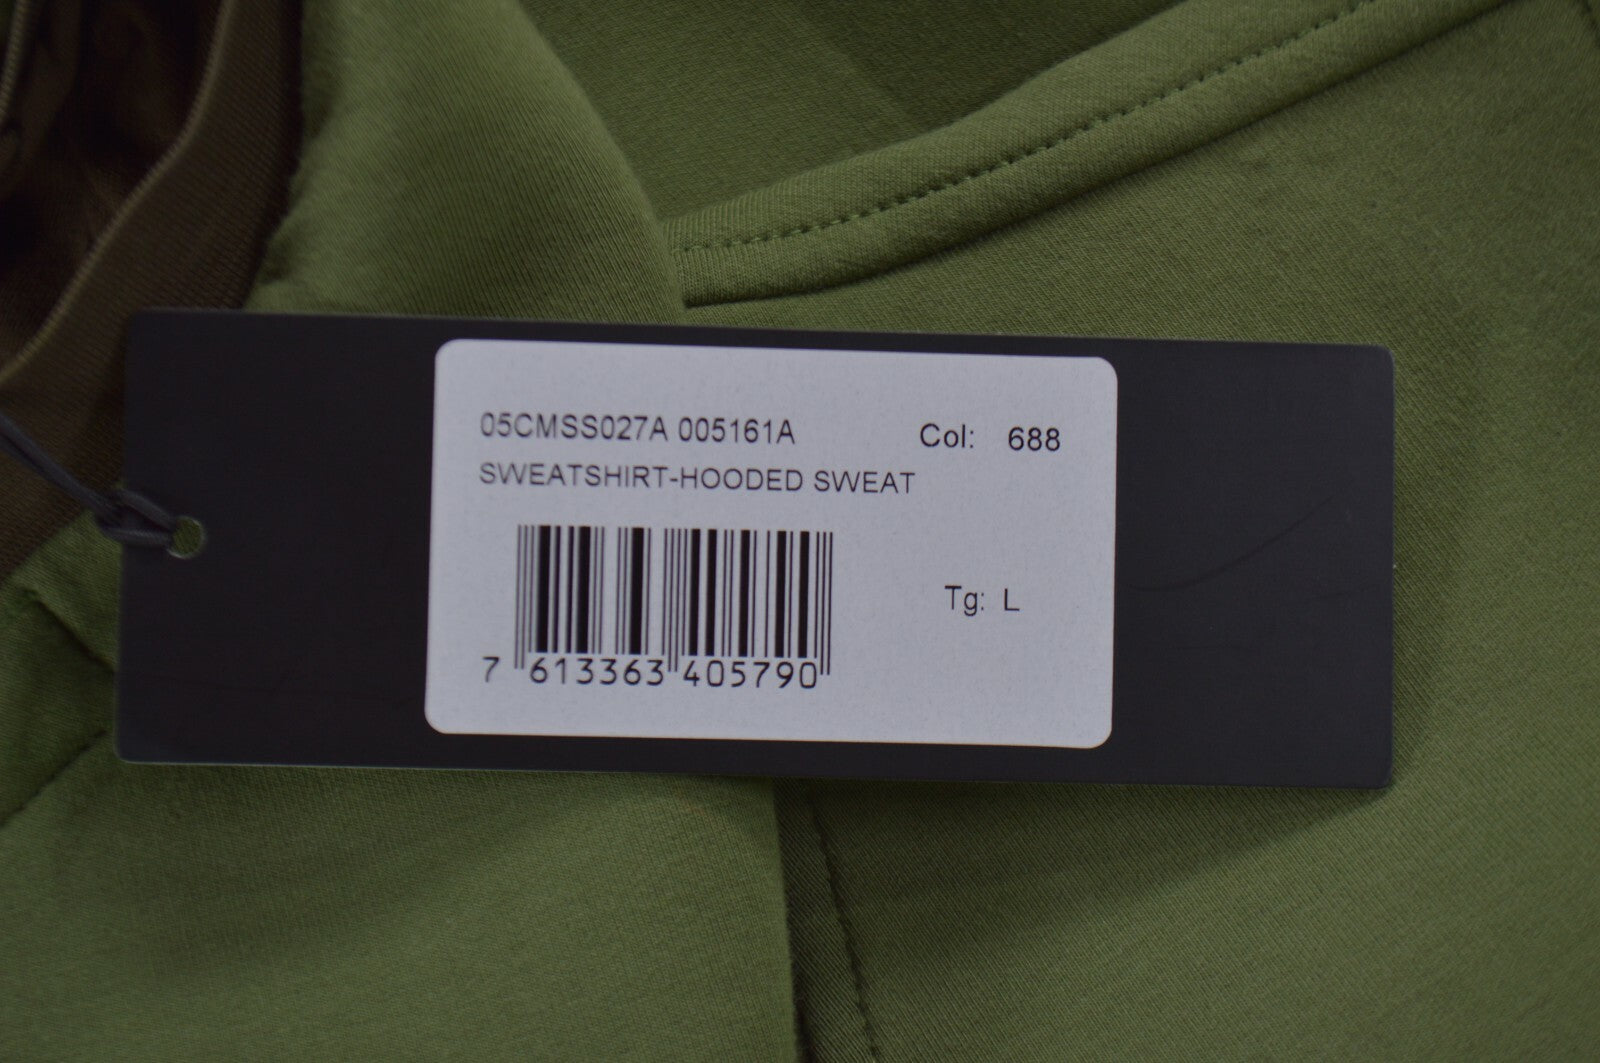 05CMSS027A 005161A Col: 688
SWEATSHIRT-HOODED SWEAT
Tg: L
7 613363 405790